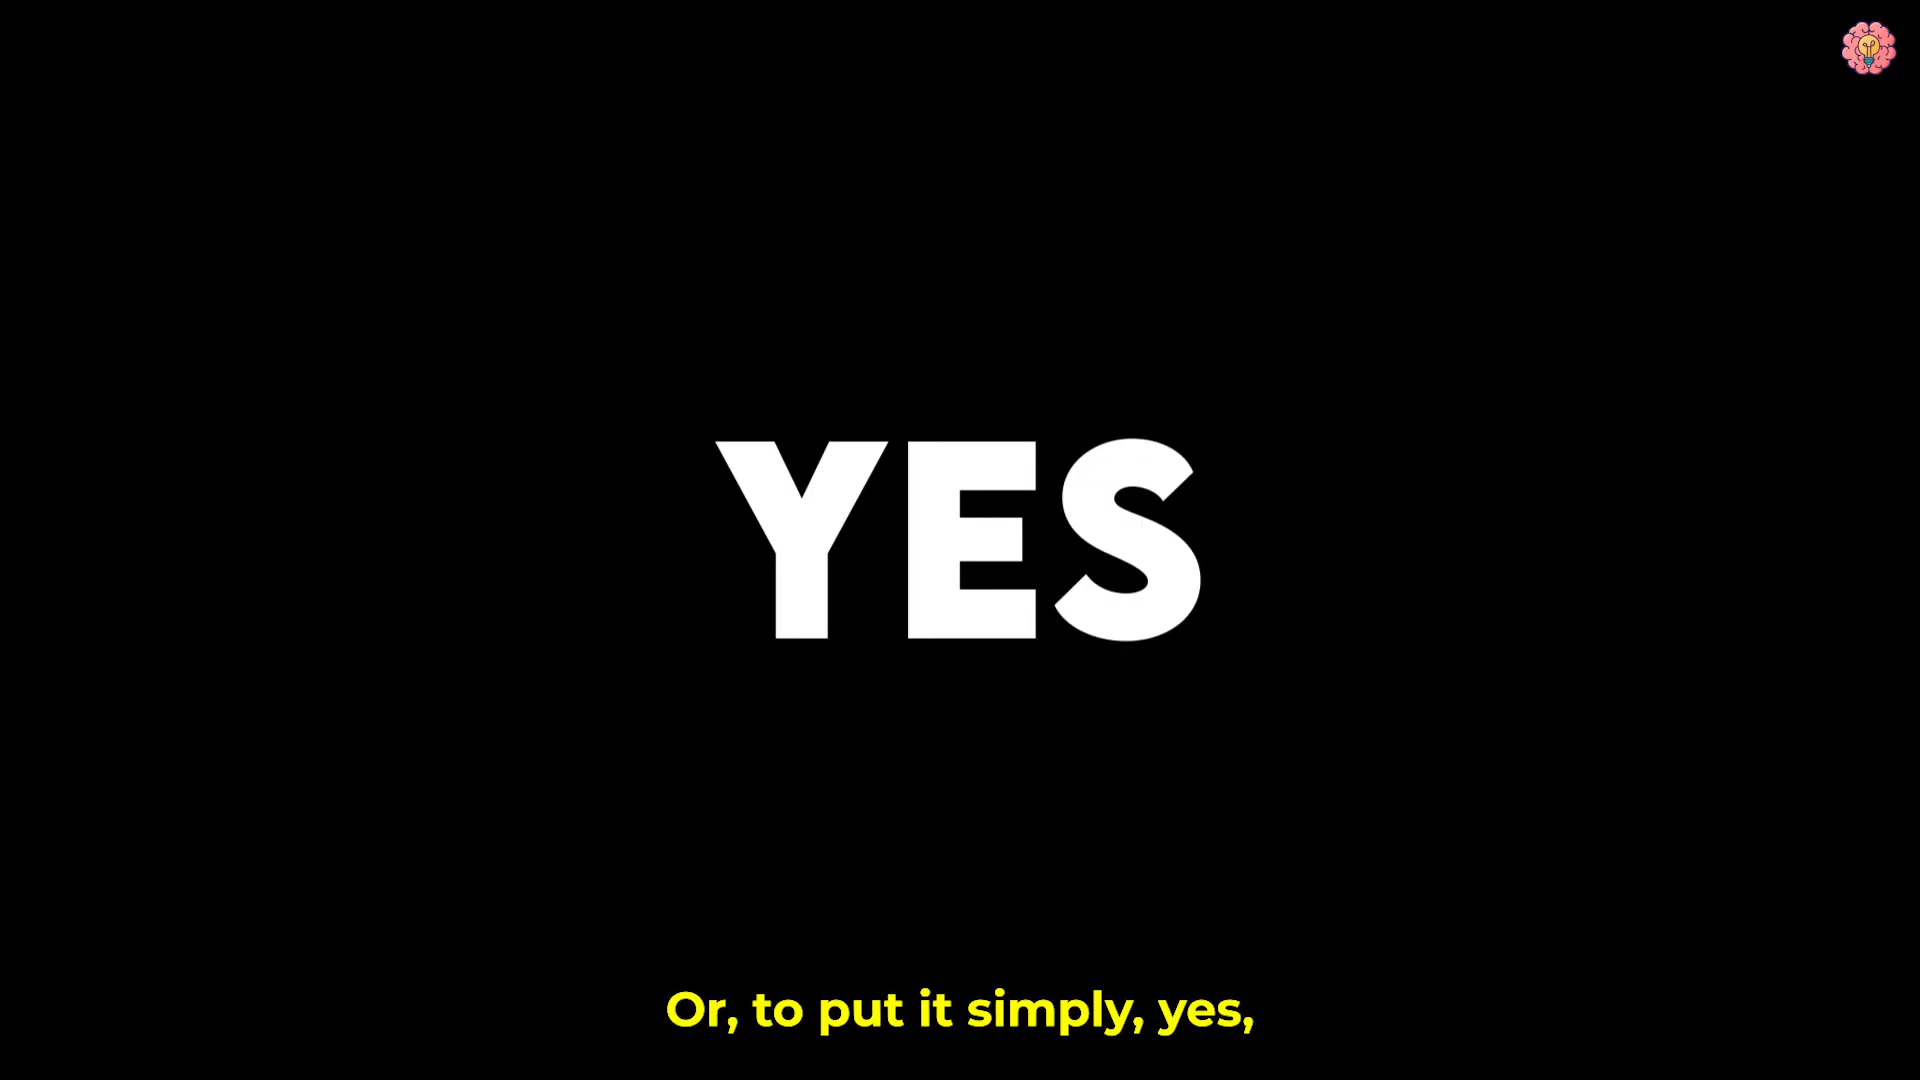 YES
Or, to put it simply, yes,